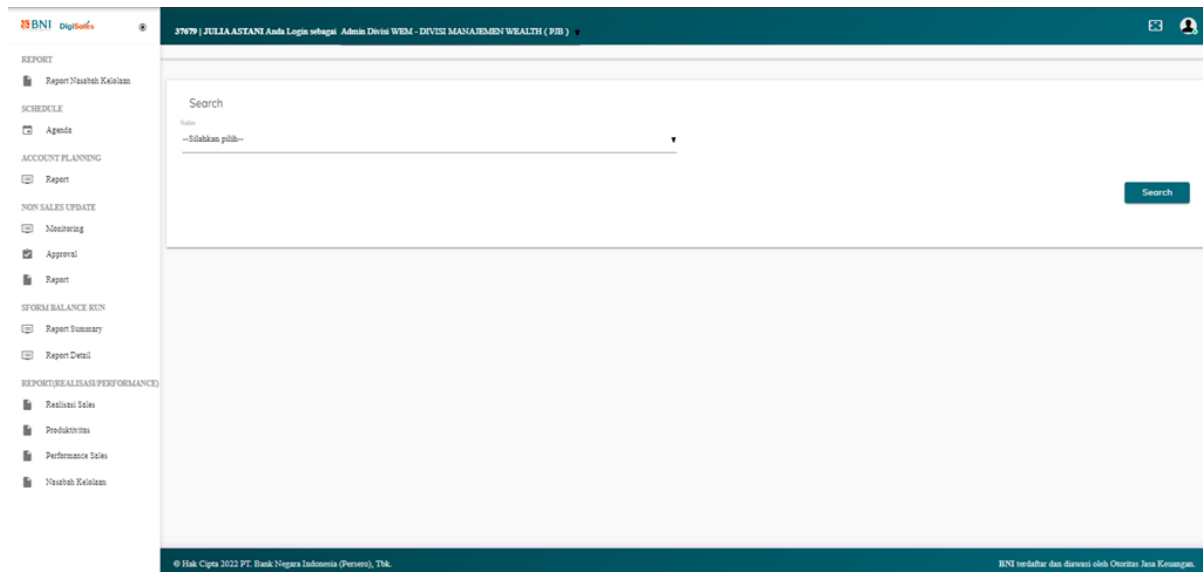 BNI DigiSales
37679 | JULIA ASTANI Anda Login sebagai Admin Divisi WEM - DIVISI MANAJEMEN WEALTH ( PJB )
REPORT
Report Nasabah Kelolaan
SCHEDULE
Agenda
ACCOUNT PLANNING
Report
NON SALES UPDATE
Monitoring
Approval
Report
SFORM BALANCE RUN
Report Summary
Report Detail
REPORT(REALISASI/PERFORMANCE)
Realisasi Sales
Produktivitas
Performance Sales
Nasabah Kelolaan
Search
Sales
--Silahkan pilih--
Search
© Hak Cipta 2022 PT. Bank Negara Indonesia (Persero), Tbk.
BNI terdaftar dan diawasi oleh Otoritas Jasa Keuangan.